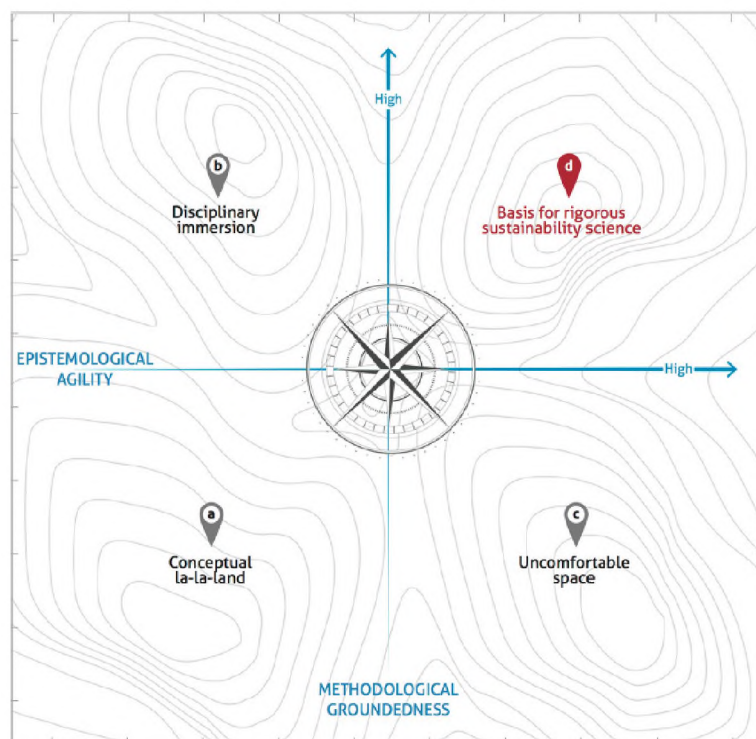 High
b
Disciplinary
immersion
d
Basis for rigorous
sustainability science
EPISTEMOLOGICAL
AGILITY
High
a
Conceptual
la-la-land
c
Uncomfortable
space
METHODOLOGICAL
GROUNDEDNESS